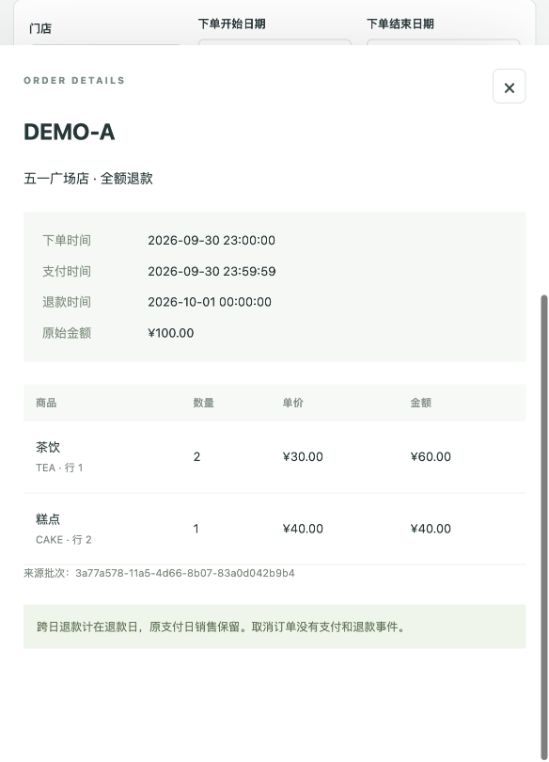 门店 下单开始日期 下单结束日期
ORDER DETAILS
×
DEMO-A
五一广场店 · 全额退款
下单时间 2026-09-30 23:00:00
支付时间 2026-09-30 23:59:59
退款时间 2026-10-01 00:00:00
原始金额 ¥100.00
商品 数量 单价 金额
茶饮 2 ¥30.00 ¥60.00
TEA · 行 1
糕点 1 ¥40.00 ¥40.00
CAKE · 行 2
来源批次：3a77a578-11a5-4d66-8b07-83a0d042b9b4
跨日退款计在退款日，原支付日销售保留。取消订单没有支付和退款事件。